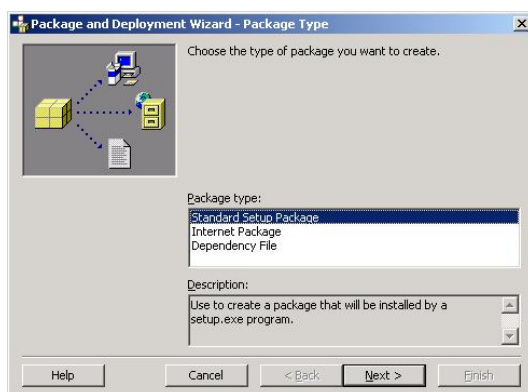 Package and Deployment Wizard - Package Type
Choose the type of package you want to create.
Package type:
Standard Setup Package
Internet Package
Dependency File
Description:
Use to create a package that will be installed by a
setup.exe program.
Help
Cancel
< Back
Next >
Finish